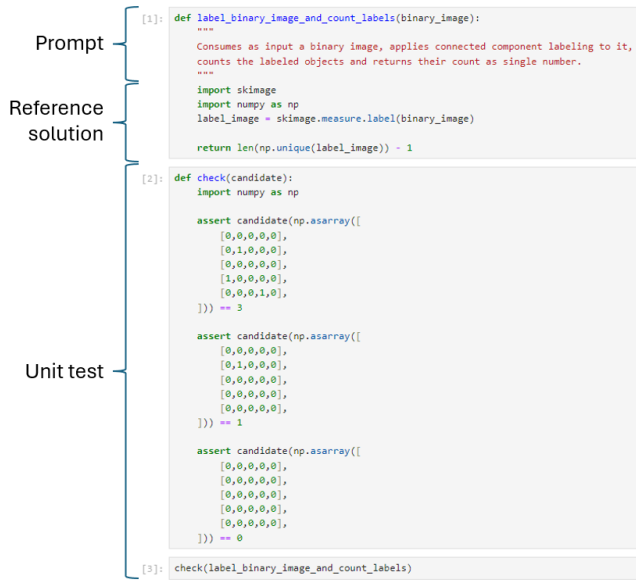 Prompt
[1]: def label_binary_image_and_count_labels(binary_image):
"""
Consumes as input a binary image, applies connected component labeling to it,
counts the labeled objects and returns their count as single number.
"""
Reference
solution
import skimage
import numpy as np
label_image = skimage.measure.label(binary_image)
return len(np.unique(label_image)) - 1
Unit test
[2]: def check(candidate):
import numpy as np
assert candidate(np.asarray([
[0,0,0,0,0],
[0,1,0,0,0],
[0,0,0,0,0],
[1,0,0,0,0],
[0,0,0,1,0],
])) == 3
assert candidate(np.asarray([
[0,0,0,0,0],
[0,1,0,0,0],
[0,0,0,0,0],
[0,0,0,0,0],
[0,0,0,0,0],
])) == 1
assert candidate(np.asarray([
[0,0,0,0,0],
[0,0,0,0,0],
[0,0,0,0,0],
[0,0,0,0,0],
[0,0,0,0,0],
])) == 0
[3]: check(label_binary_image_and_count_labels)